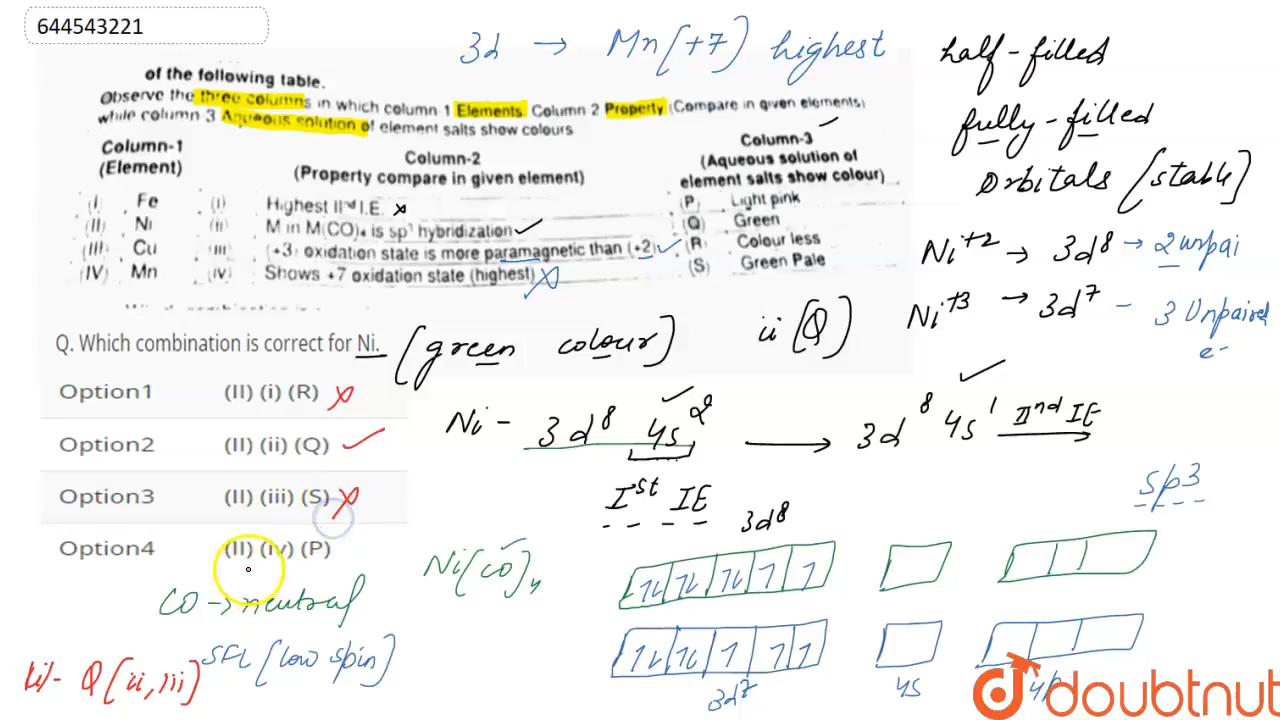 644543221
3d → Mn (+7) highest
half-filled
fully-filled
orbitals (stable)
of the following table.
Observe the three columns in which column 1 Elements Column 2 Property (Compare in given elements)
while column 3 Aqueous solution of element salts show colours
Column-1
(Element)
Column-2
(Property compare in given element)
Column-3
(Aqueous solution of
element salts show colour)
(I) Fe (i) Highest IInd I.E. (P) Light pink
(II) Ni (ii) M in M(CO)4 is sp3 hybridization (Q) Green
(III) Cu (iii) (+3) oxidation state is more paramagnetic than (+2) (R) Colour less
(IV) Mn (iv) Shows +7 oxidation state (highest) (S) Green Pale
Ni+2 → 3d8 → 2 unpai
Ni+3 → 3d7 - 3 Unpaired
e-
Q. Which combination is correct for Ni.
(green colour) ii (Q)
Option1 (II) (i) (R)
Option2 (II) (ii) (Q)
Option3 (II) (iii) (S)
Option4 (II) (iv) (P)
Ni - 3d8 4s2 → 3d8 4s1 IInd IE
Ist IE
3d8
sp3
Ni(CO)4
CO → neutral
SFL (low spin)
ii) - Q (ii, iii)
3d7 4s 4p
doubtnut